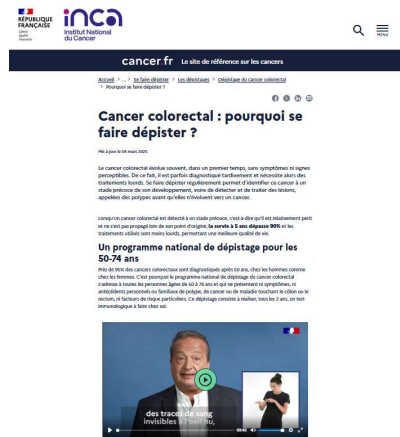 RÉPUBLIQUE
FRANÇAISE
Liberté
Égalité
Fraternité
inca
Institut National
du Cancer
MENU
cancer.fr Le site de référence sur les cancers
Accueil > ... > Se faire dépister > Les dépistages > Dépistage du cancer colorectal
> Pourquoi se faire dépister ?
Cancer colorectal : pourquoi se
faire dépister ?
Mis à jour le 04 mars 2025
Le cancer colorectal évolue souvent, dans un premier temps, sans symptômes ni signes
perceptibles. De ce fait, il est parfois diagnostiqué tardivement et nécessite alors des
traitements lourds. Se faire dépister régulièrement permet d'identifier ce cancer à un
stade précoce de son développement, voire de détecter et de traiter des lésions,
appelées des polypes avant qu'elles n'évoluent vers un cancer.
Lorsqu'un cancer colorectal est détecté à un stade précoce, c'est-à-dire qu'il est relativement petit
et ne s'est pas propagé loin de son point d'origine, la survie à 5 ans dépasse 90% et les
traitements utilisés sont moins lourds, permettant une meilleure qualité de vie.
Un programme national de dépistage pour les
50-74 ans
Près de 95% des cancers colorectaux sont diagnostiqués après 50 ans, chez les hommes comme
chez les femmes. C'est pourquoi le programme national de dépistage du cancer colorectal
s'adresse à toutes les personnes âgées de 50 à 74 ans et qui ne présentent ni symptômes, ni
antécédents personnels ou familiaux de polype, de cancer ou de maladie touchant le côlon ou le
rectum, ni facteurs de risque particuliers. Ce dépistage consiste à réaliser, tous les 2 ans, un test
immunologique à faire chez soi.
des traces de sang
invisibles à l'oeil nu,
03:42